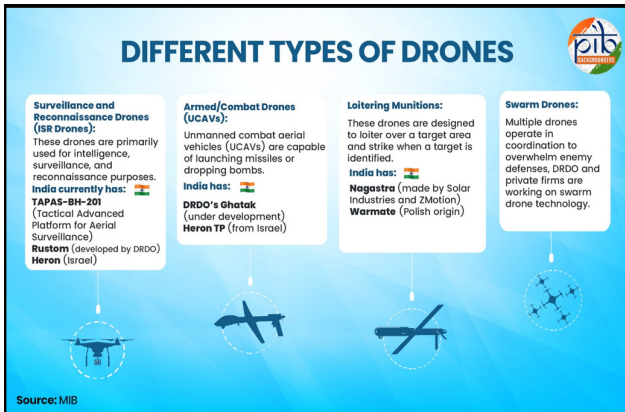 DIFFERENT TYPES OF DRONES
pib
BACKGROUNDERS
Surveillance and
Reconnaissance Drones
(ISR Drones):
These drones are primarily
used for intelligence,
surveillance, and
reconnaissance purposes.
India currently has:
TAPAS-BH-201
(Tactical Advanced
Platform for Aerial
Surveillance)
Rustom (developed by DRDO)
Heron (Israel)
Armed/Combat Drones
(UCAVs):
Unmanned combat aerial
vehicles (UCAVs) are capable
of launching missiles or
dropping bombs.
India has:
DRDO's Ghatak
(under development)
Heron TP (from Israel)
Loitering Munitions:
These drones are designed
to loiter over a target area
and strike when a target is
identified.
India has:
Nagastra (made by Solar
Industries and ZMotion)
Warmate (Polish origin)
Swarm Drones:
Multiple drones
operate in
coordination to
overwhelm enemy
defenses, DRDO and
private firms are
working on swarm
drone technology.
Source: MIB